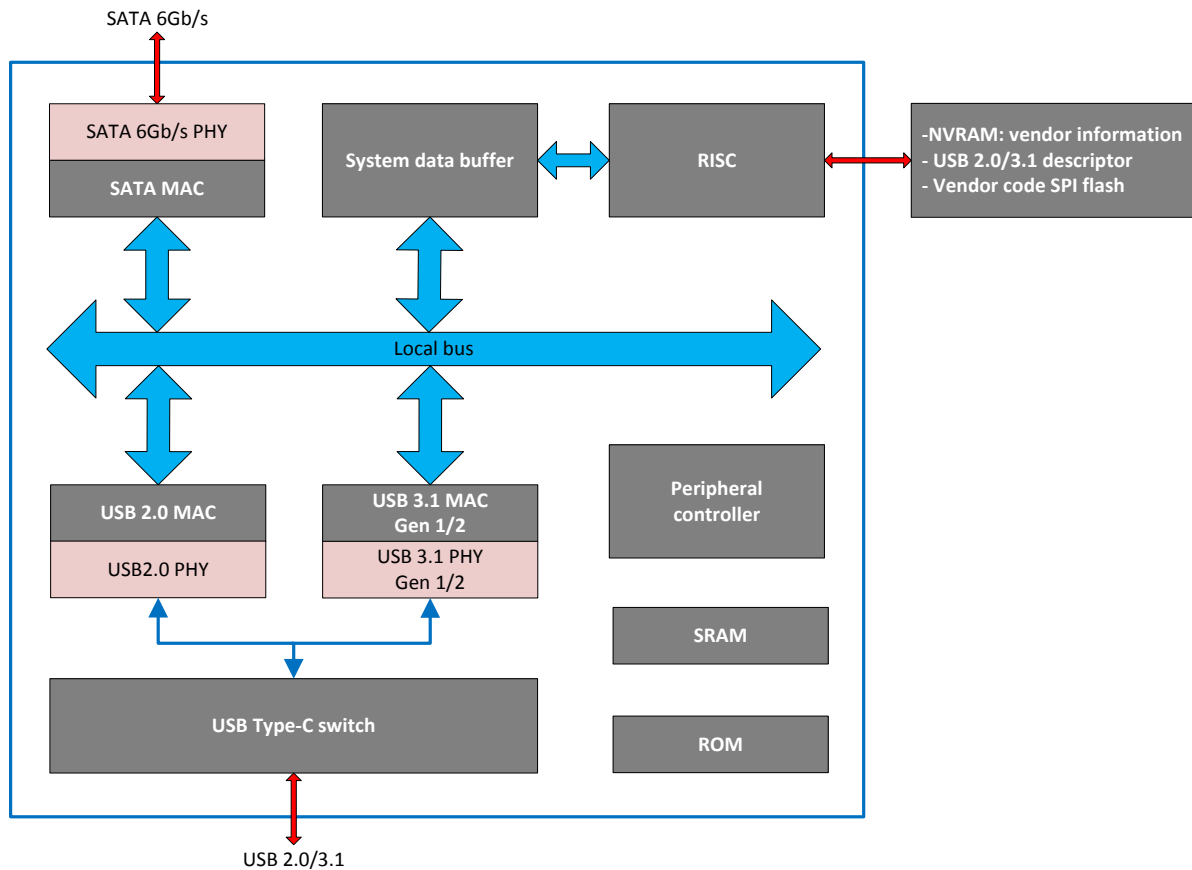 SATA 6Gb/s
SATA 6Gb/s PHY
SATA MAC
System data buffer
RISC
-NVRAM: vendor information
- USB 2.0/3.1 descriptor
- Vendor code SPI flash
Local bus
USB 2.0 MAC
USB2.0 PHY
USB 3.1 MAC
Gen 1/2
USB 3.1 PHY
Gen 1/2
Peripheral
controller
SRAM
USB Type-C switch
ROM
USB 2.0/3.1